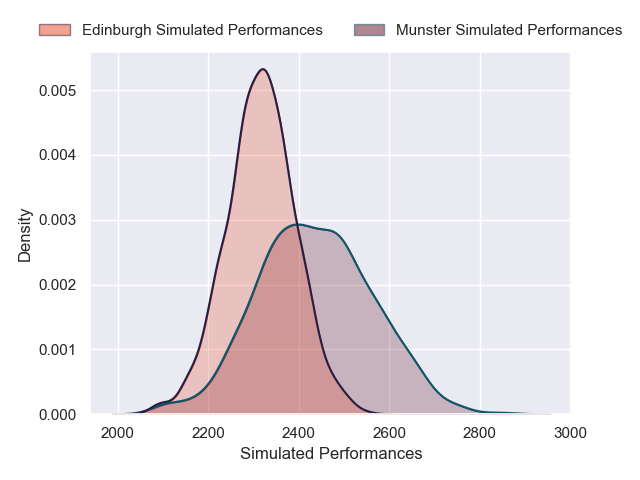 Edinburgh Simulated Performances Munster Simulated Performances
0.005
0.004
0.003
0.002
0.001
0.000
Density
2000 2200 2400 2600 2800 3000
Simulated Performances